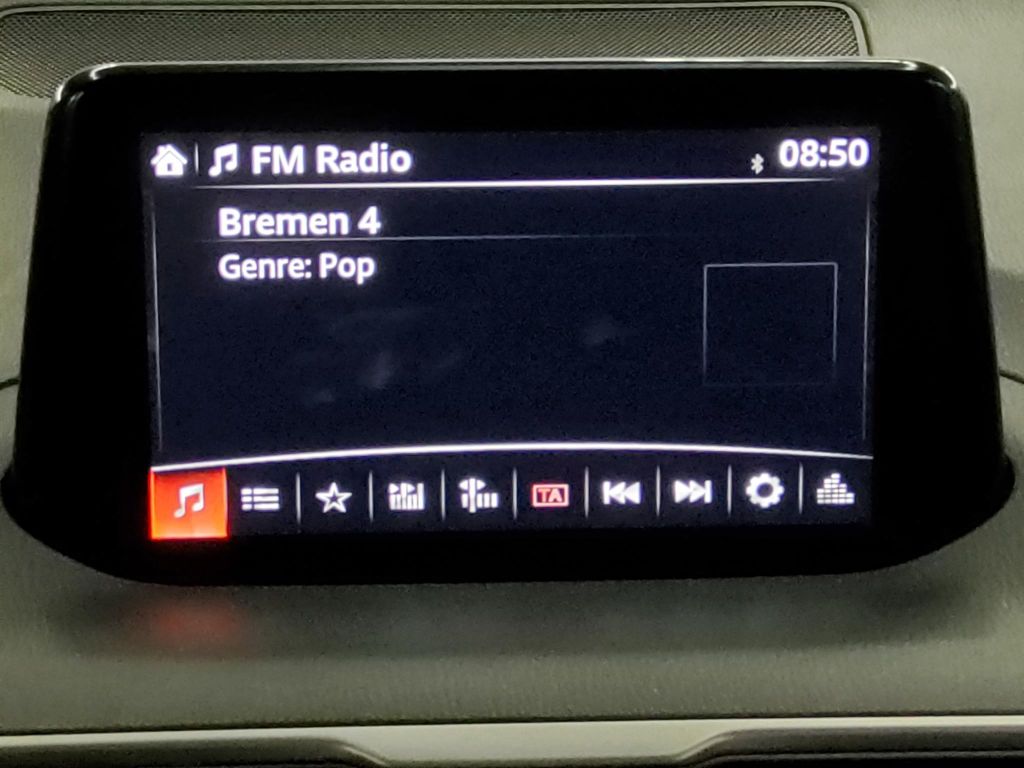 FM Radio
08:50
Bremen 4
Genre: Pop
TA